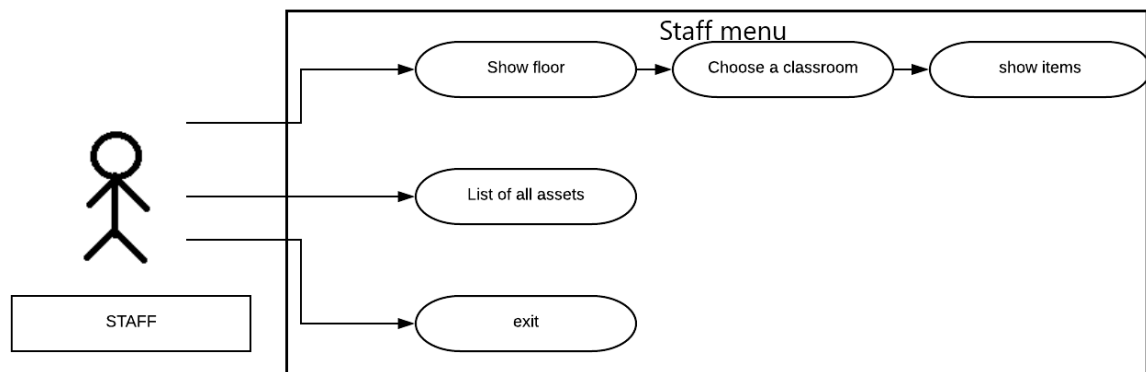 Staff menu
Show floor
Choose a classroom
show items
List of all assets
STAFF
exit